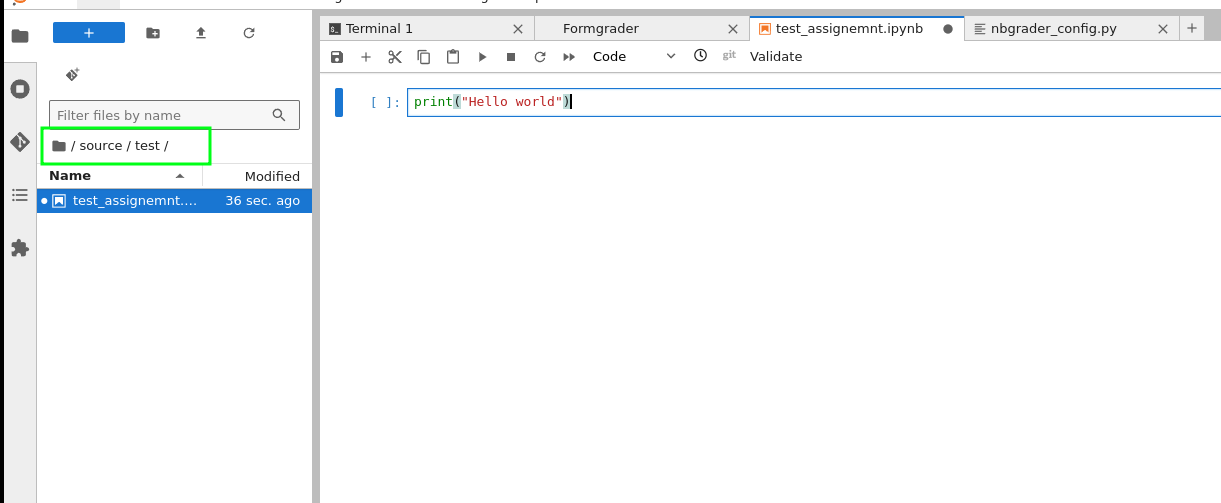 Terminal 1
Formgrader
test_assignemnt.ipynb
nbgrader_config.py
Code
git
Validate
Filter files by name
/ source / test /
Name
Modified
test_assignemnt....
36 sec. ago
[ ]:
print("Hello world")